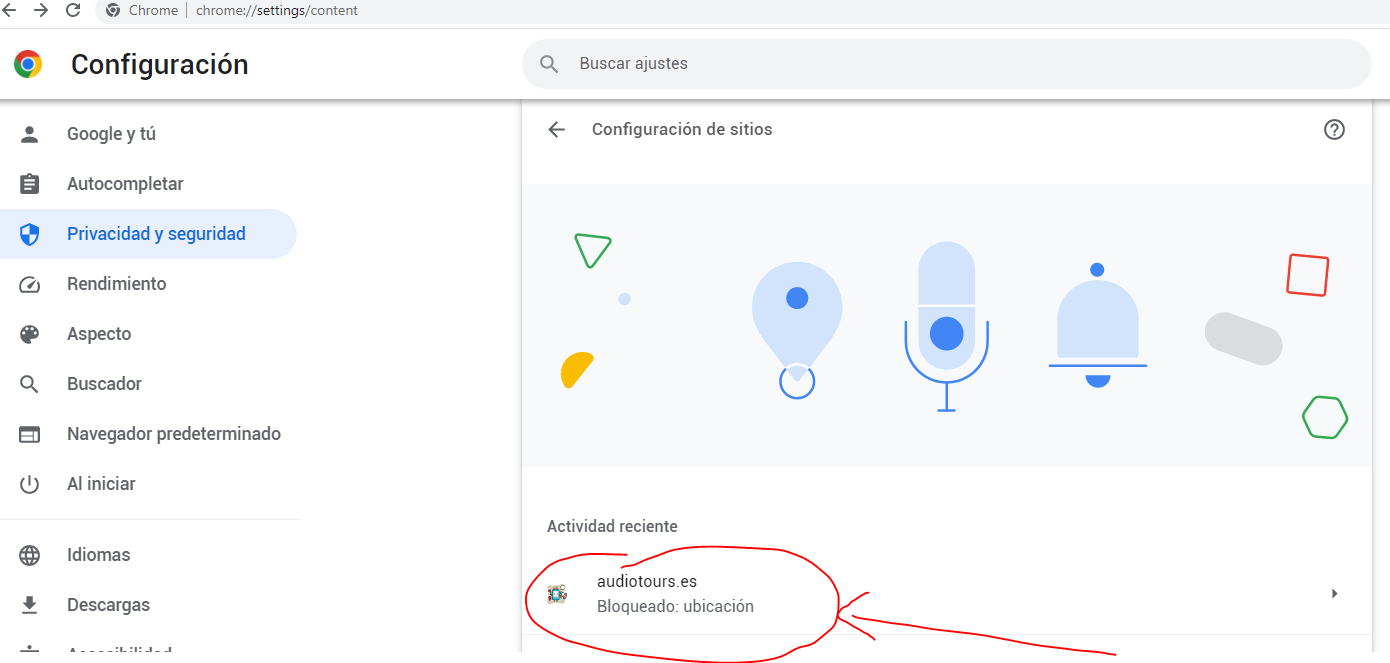 Chrome
chrome://settings/content
Configuración
Buscar ajustes
Google y tú
Autocompletar
Privacidad y seguridad
Rendimiento
Aspecto
Buscador
Navegador predeterminado
Al iniciar
Idiomas
Descargas
Accesibilidad
Configuración de sitios
Actividad reciente
audiotours.es
Bloqueado: ubicación